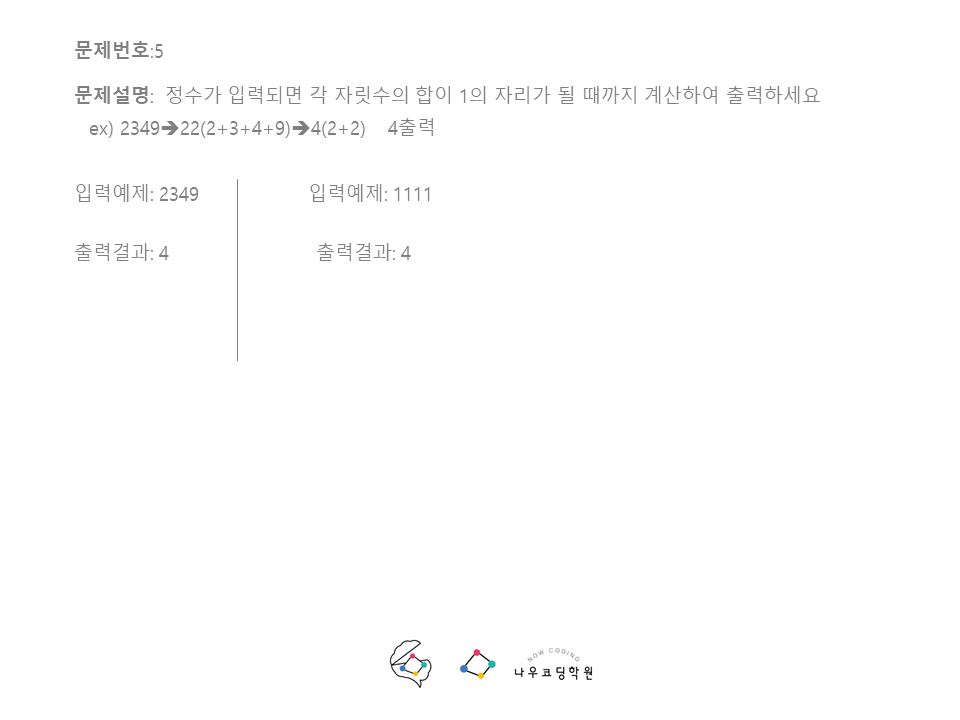 문제번호:5
문제설명: 정수가 입력되면 각 자릿수의 합이 1의 자리가 될 때까지 계산하여 출력하세요
ex) 2349🡺22(2+3+4+9)🡺4(2+2) 4출력
입력예제: 2349 입력예제: 1111
출력결과: 4 출력결과: 4
NOW CODING
나우코딩학원